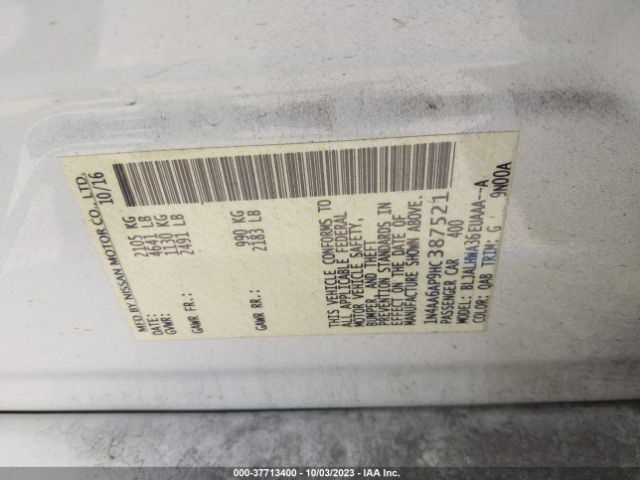 MFD BY NISSAN MOTOR CO., LTD.
DATE: 10/16
GVWR: 2105 KG
4641 LB
GAWR FR: 1130 KG
2491 LB
GAWR RR: 990 KG
2183 LB
THIS VEHICLE CONFORMS TO
ALL APPLICABLE FEDERAL
MOTOR VEHICLE SAFETY,
BUMPER, AND THEFT
PREVENTION STANDARDS IN
EFFECT ON THE DATE OF
MANUFACTURE SHOWN ABOVE.
1N4AA6AP9HC387521
PASSENGER CAR 400
MODEL: BLJALHWA36EUAAA--A
COLOR: QAB TRIM: G 9N00A
000-37713400 - 10/03/2023 - IAA Inc.